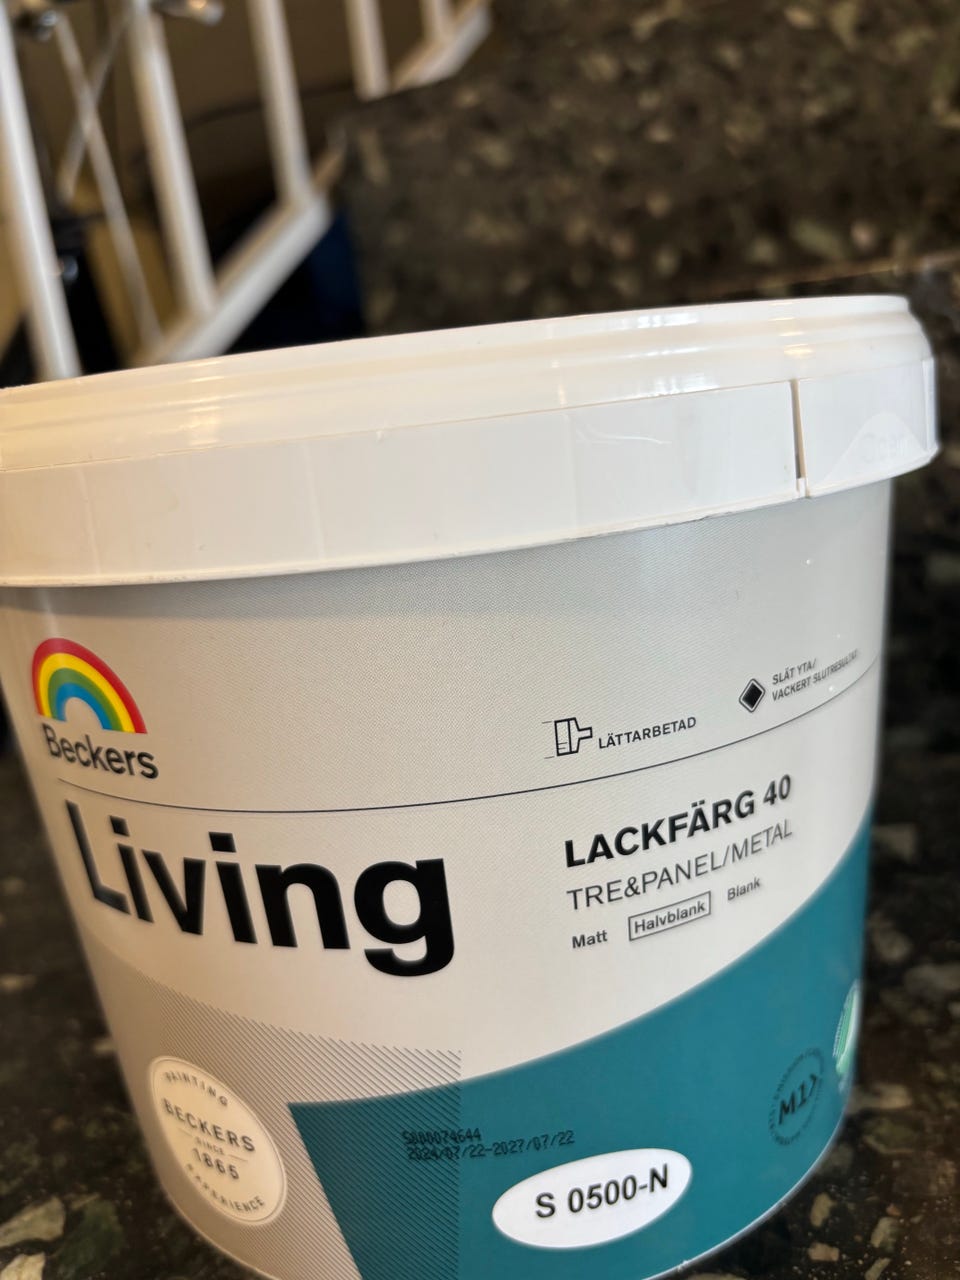 SLÄT YTA/
VACKERT SLUTRESULTAT
LÄTTARBETAD
Beckers
Living
LACKFÄRG 40
TRE&PANEL/METAL
Matt Halvblank Blank
PAINTING
BECKERS
SINCE
1865
EXPERIENCE
M1
S000074644
2024/07/22-2027/07/22
S 0500-N